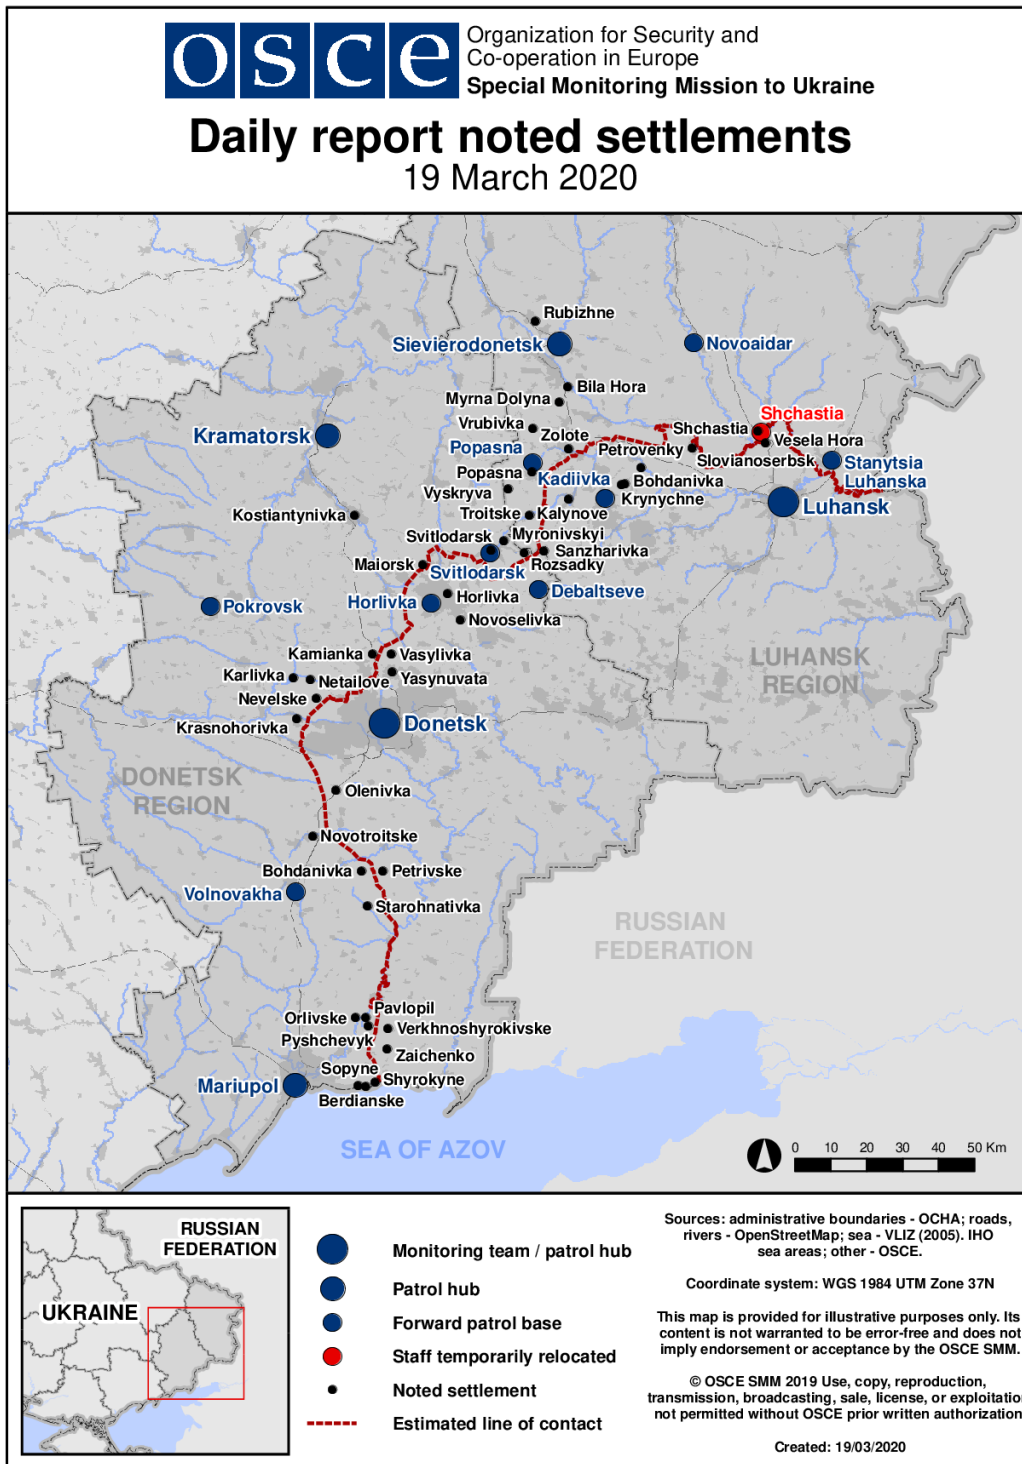 osce
Organization for Security and
Co-operation in Europe
Special Monitoring Mission to Ukraine
Daily report noted settlements
19 March 2020
Rubizhne
Sievierodonetsk
Novoaidar
Bila Hora
Myrna Dolyna
Shchastia
Vrubivka
Shchastia
Kramatorsk
Zolote
Vesela Hora
Popasna
Petrovenky
Slovianoserbsk
Stanytsia
Luhanska
Popasna
Kadiivka
Bohdanivka
Vyskryva
Krynychne
Luhansk
Kostiantynivka
Troitske
Kalynove
Svitlodarsk
Myronivskyi
Sanzharivka
Maiorsk
Rozsadky
Svitlodarsk
Debaltseve
Pokrovsk
Horlivka
Horlivka
Novoselivka
Kamianka
Vasylivka
LUHANSK
REGION
Karlivka
Netailove
Yasynuvata
Nevelske
Krasnohorivka
Donetsk
DONETSK
REGION
Olenivka
Novotroitske
Bohdanivka
Petrivske
Volnovakha
Starohnativka
RUSSIAN
FEDERATION
Pavlopil
Orlivske
Verkhnoshyrokivske
Pyshchevyk
Zaichenko
Sopyne
Shyrokyne
Mariupol
Berdianske
SEA OF AZOV
0 10 20 30 40 50 Km
RUSSIAN
FEDERATION
UKRAINE
Monitoring team / patrol hub
Patrol hub
Forward patrol base
Staff temporarily relocated
Noted settlement
Estimated line of contact
Sources: administrative boundaries - OCHA; roads,
rivers - OpenStreetMap; sea - VLIZ (2005). IHO
sea areas; other - OSCE.
Coordinate system: WGS 1984 UTM Zone 37N
This map is provided for illustrative purposes only. Its
content is not warranted to be error-free and does not
imply endorsement or acceptance by the OSCE SMM.
© OSCE SMM 2019 Use, copy, reproduction,
transmission, broadcasting, sale, license, or exploitation
not permitted without OSCE prior written authorization
Created: 19/03/2020